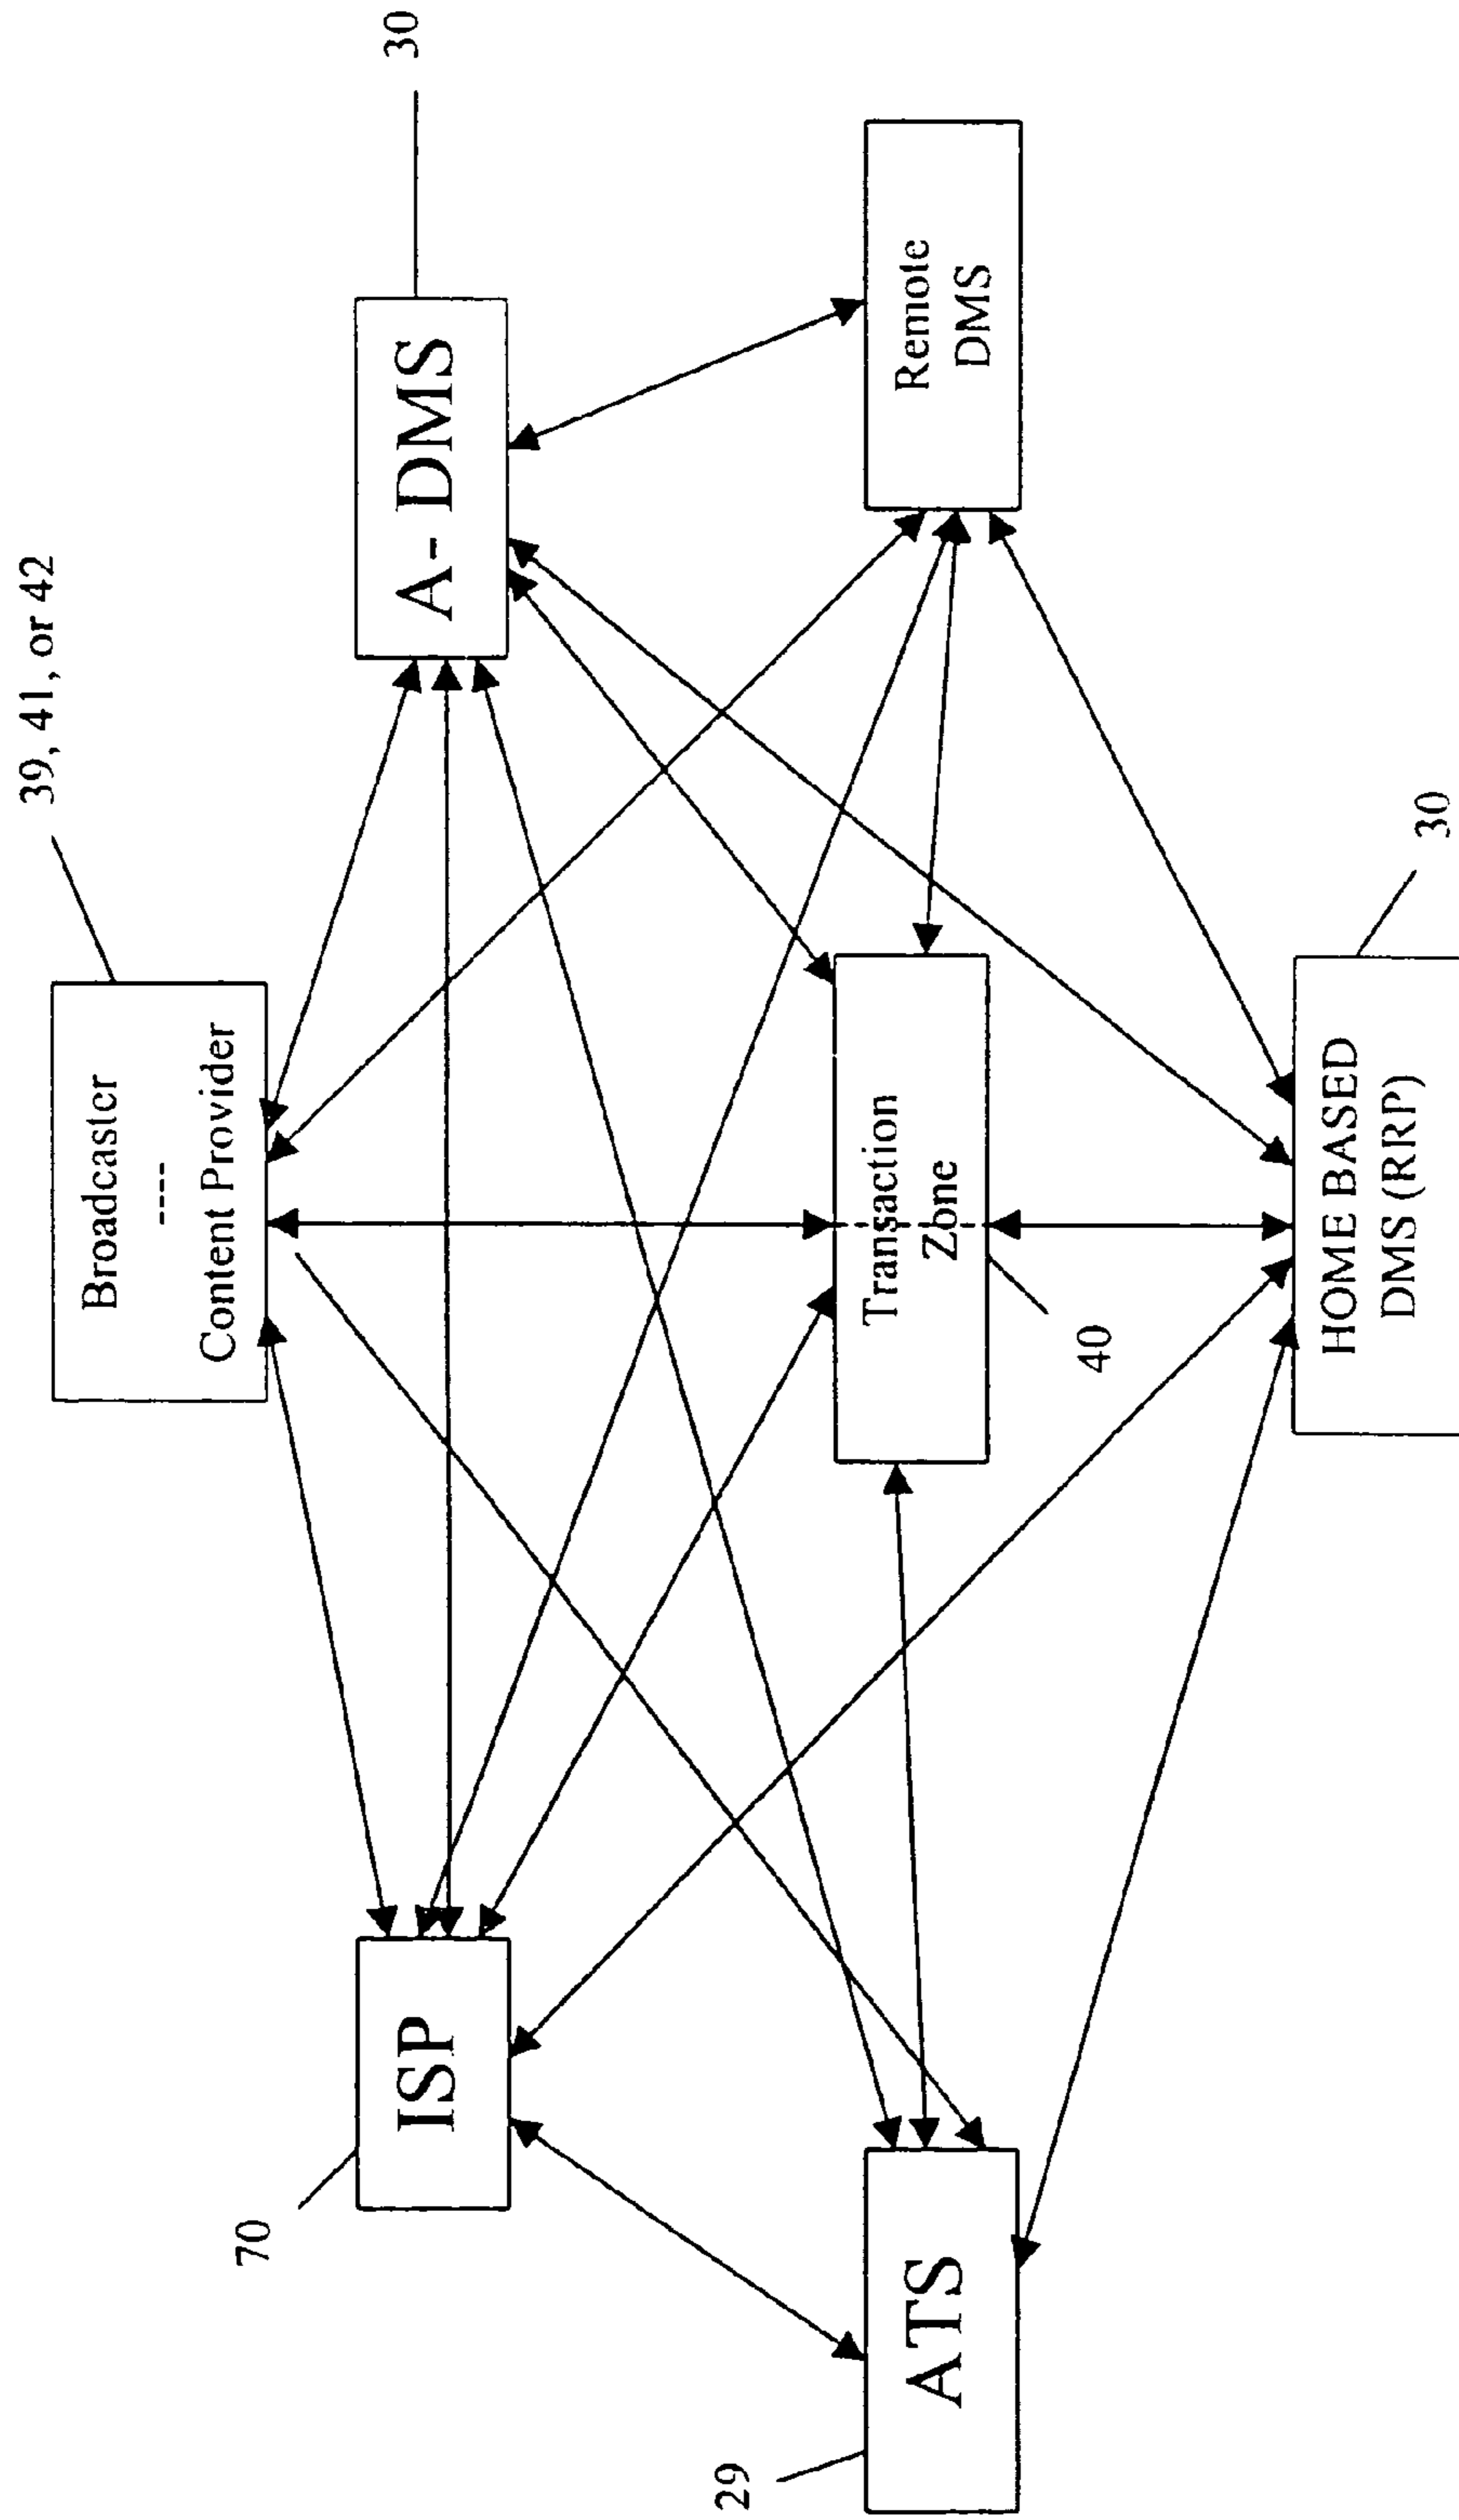 39, 41, or 42
Broadcaster
----
Content Provider
70
ISP
A- DMS
30
29
ATS
Transaction
Zone
40
Remote
DMS
HOME BASED
DMS (RRP)
30